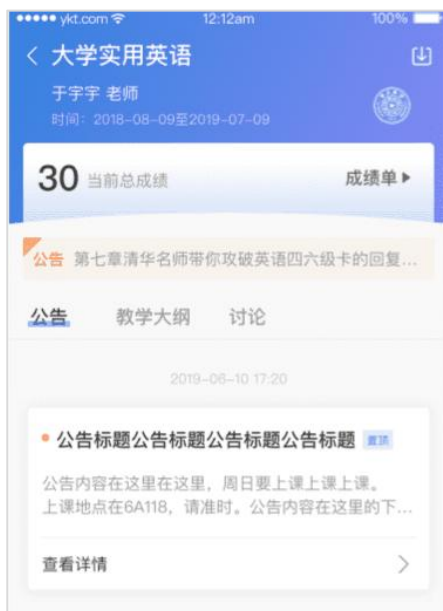 ykt.com 12:12am 100%
大学实用英语
于宇宇 老师
时间：2018-08-09至2019-07-09
30 当前总成绩 成绩单
公告 第七章清华名师带你攻破英语四六级卡的回复...
公告 教学大纲 讨论
2019-06-10 17:20
公告标题公告标题公告标题公告标题 置顶
公告内容在这里在这里，周日要上课上课上课。
上课地点在6A118，请准时。公告内容在这里的下...
查看详情